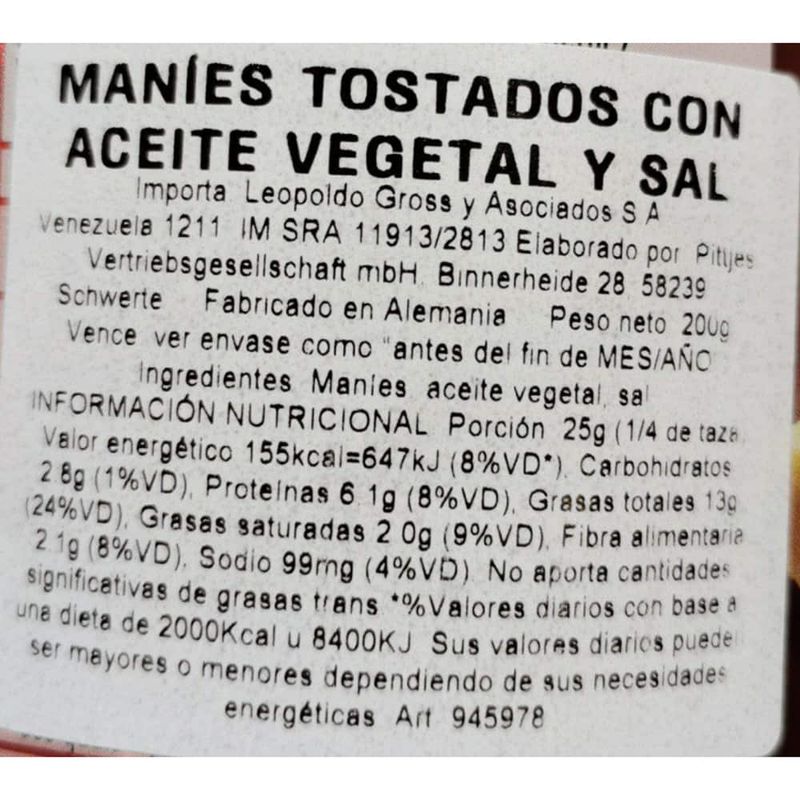 MANÍES TOSTADOS CON
ACEITE VEGETAL Y SAL
Importa Leopoldo Gross y Asociados S A
Venezuela 1211 IM SRA 11913/2813 Elaborado por Pittjes
Vertriebsgesellschaft mbH. Binnerheide 28 58239
Schwerte Fabricado en Alemania Peso neto 200g
Vence ver envase como "antes del fin de MES/AÑO
Ingredientes Maníes aceite vegetal, sal
INFORMACIÓN NUTRICIONAL Porción 25g (1/4 de taza
Valor energético 155kcal=647kJ (8%VD*). Carbohidratos
2 8g (1%VD), Proteínas 6 1g (8%VD), Grasas totales 13g
(24%VD), Grasas saturadas 2 0g (9%VD), Fibra alimentaria
2 1g (8%VD), Sodio 99mg (4%VD) No aporta cantidades
significativas de grasas trans *%Valores diarios con base a
una dieta de 2000Kcal u 8400KJ Sus valores diarios puede
ser mayores o menores dependiendo de sus necesidades
energéticas Art 945978